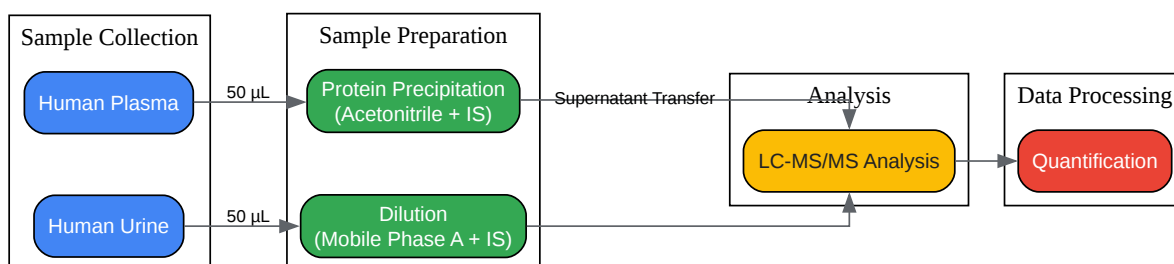 Sample Collection
Human Plasma
50 µL
Human Urine
50 µL
Sample Preparation
Protein Precipitation
(Acetonitrile + IS)
Supernatant Transfer
Dilution
(Mobile Phase A + IS)
Analysis
LC-MS/MS Analysis
Data Processing
Quantification